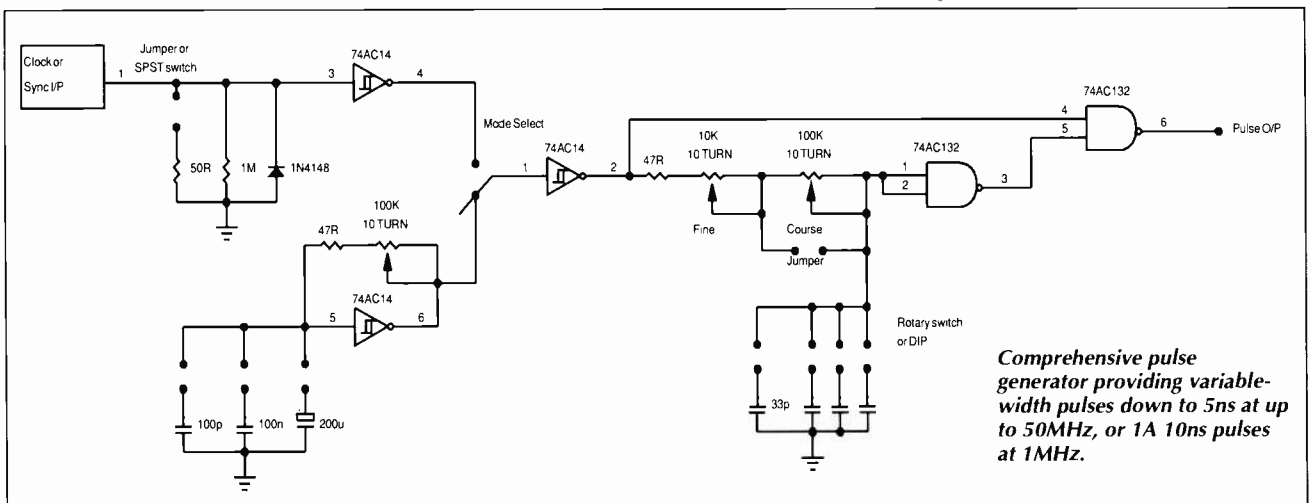 Clock or
Sync I/P
1
Jumper or
SPST switch
3
74AC14
4
50R
1M
1N4148
Mode Select
47R
100K
10 TURN
74AC14
5
6
100p
100n
200u
1
74AC14
2
47R
10K
10 TURN
Fine
100K
10 TURN
Course
Jumper
74AC132
1
2
3
74AC132
4
5
6
Pulse O/P
Rotary switch
or DIP
33p
Comprehensive pulse
generator providing variable-
width pulses down to 5ns at up
to 50MHz, or 1A 10ns pulses
at 1MHz.